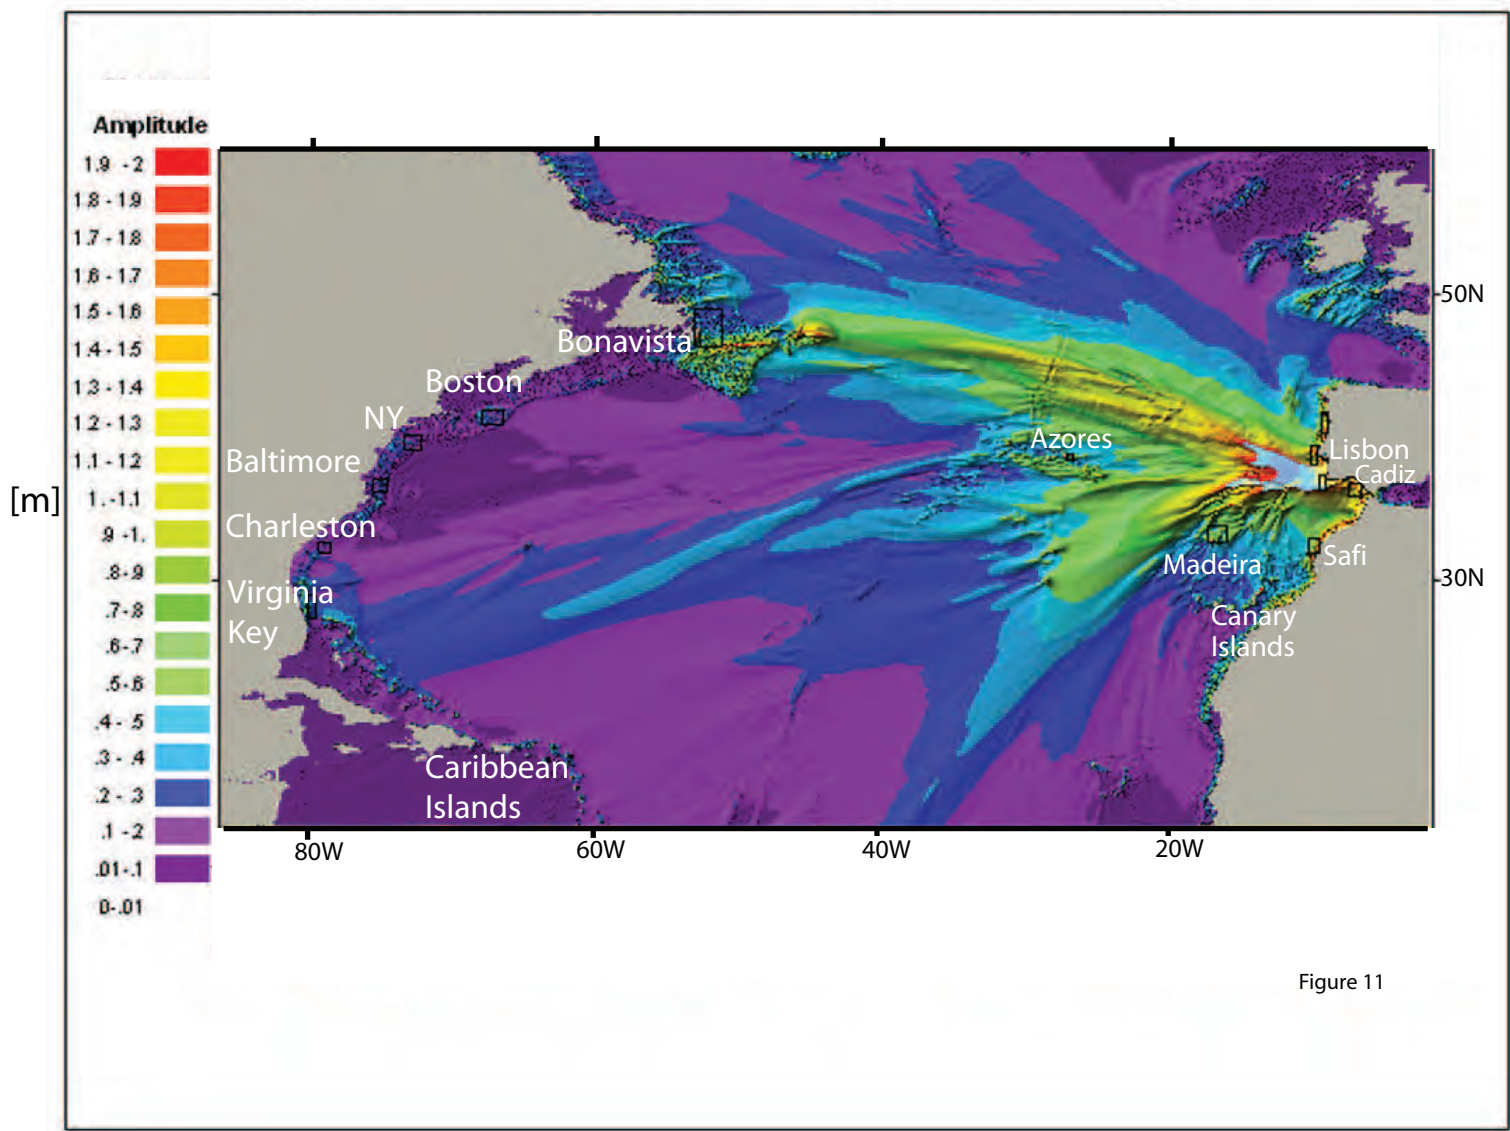 Amplitude
1.9 - 2
1.8 - 1.9
1.7 - 1.8
1.6 - 1.7
1.5 - 1.6
1.4 - 1.5
1.3 - 1.4
1.2 - 1.3
1.1 - 1.2
1. - 1.1
.9 - 1.
.8 - .9
.7 - .8
.6 - .7
.5 - .6
.4 - .5
.3 - .4
.2 - .3
.1 - .2
.01 - .1
0 - .01
[m]
50N
30N
Bonavista
Boston
NY
Baltimore
Charleston
Virginia
Key
Caribbean
Islands
Azores
Lisbon
Cadiz
Madeira
Safi
Canary
Islands
80W
60W
40W
20W
Figure 11